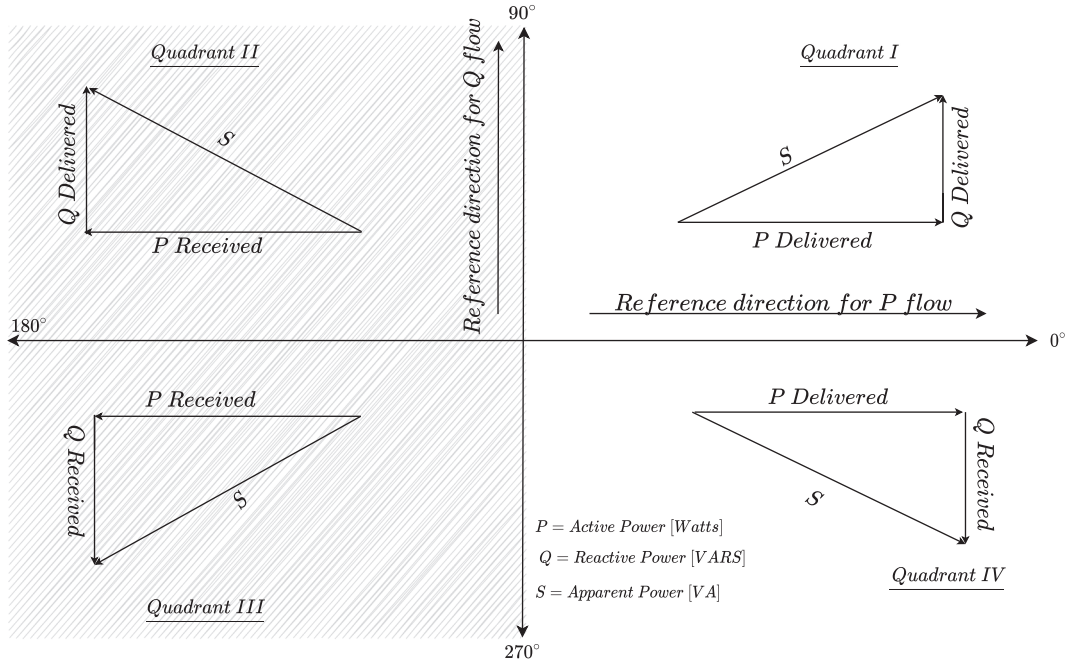 90°
Quadrant II
Quadrant I
Q Delivered
S
P Received
Reference direction for Q flow
S
Q Delivered
P Delivered
Reference direction for P flow
180°
0°
P Received
Q Received
S
Quadrant III
P Delivered
Q Received
S
P = Active Power [Watts]
Q = Reactive Power [VARS]
S = Apparent Power [VA]
Quadrant IV
270°